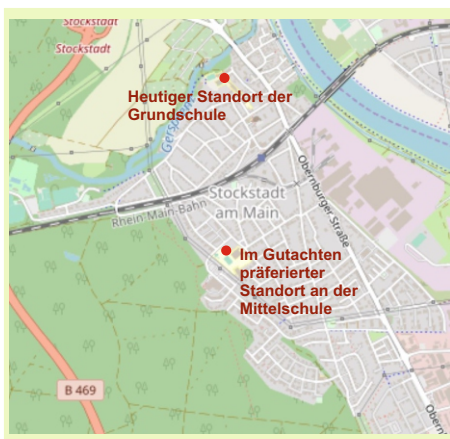 Stockstadt
Stockstadt
Heutiger Standort der
Grundschule
Gersprenz
Obernburger Straße
Rhein Main-Bahn
Stockstadt
am Main
Im Gutachten
präferierter
Standort an der
Mittelschule
B 469
Obernb